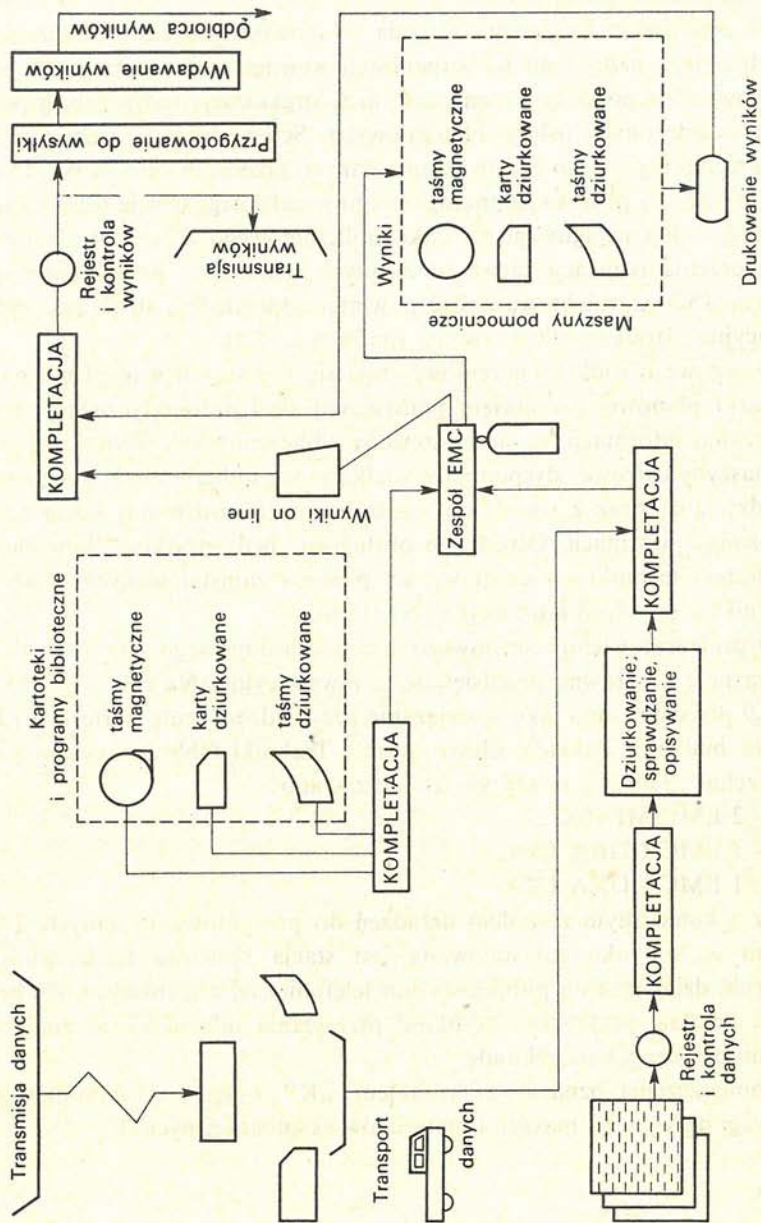 Transmisja danych
Transport
danych
Rejestr
i kontrola
danych
KOMPLETACJA
Dziurkowanie,
sprawdzanie,
opisywanie
KOMPLETACJA
Kartoteki
i programy biblioteczne
taśmy
magnetyczne
karty
dziurkowane
taśmy
dziurkowane
KOMPLETACJA
Zespół EMC
Wyniki on line
KOMPLETACJA
Rejestr
i kontrola
wyników
Transmisja
wyników
Przygotowanie do wysyłki
Wydawanie wyników
Odbiorca
wyników
Wyniki
taśmy
magnetyczne
karty
dziurkowane
taśmy
dziurkowane
Maszyny pomocnicze
Drukowanie wyników